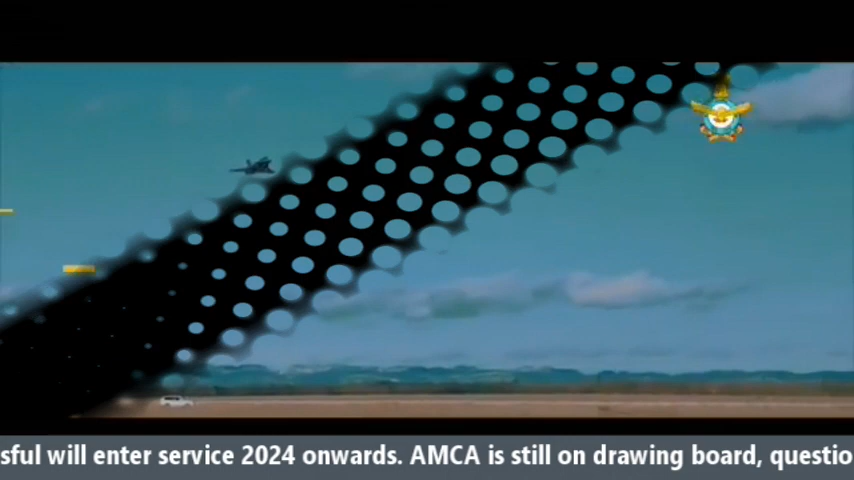 sful will enter service 2024 onwards. AMCA is still on drawing board, questio